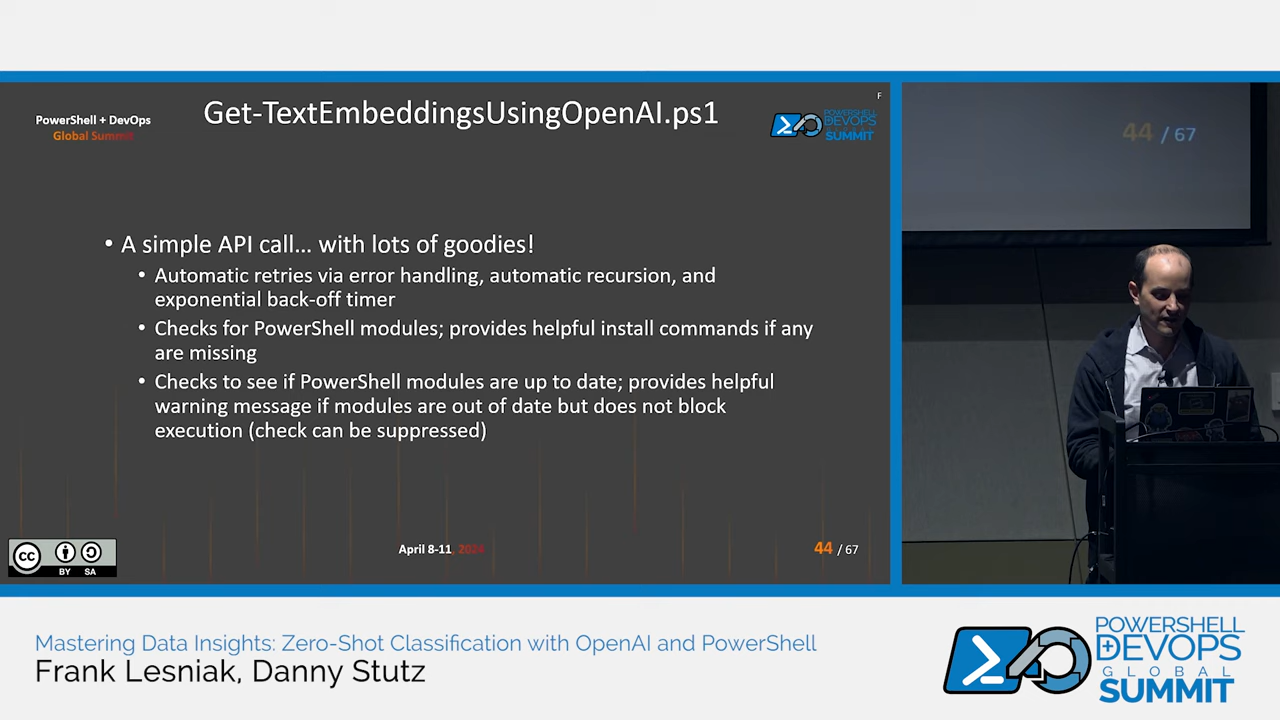 PowerShell + DevOps
Global Summit
Get-TextEmbeddingsUsingOpenAI.ps1
F
POWERSHELL
DEVOPS
GLOBAL
SUMMIT
• A simple API call… with lots of goodies!
• Automatic retries via error handling, automatic recursion, and
exponential back-off timer
• Checks for PowerShell modules; provides helpful install commands if any
are missing
• Checks to see if PowerShell modules are up to date; provides helpful
warning message if modules are out of date but does not block
execution (check can be suppressed)
cc
BY SA
April 8-11, 2024
44 / 67
44 / 67
Mastering Data Insights: Zero-Shot Classification with OpenAI and PowerShell
Frank Lesniak, Danny Stutz
POWERSHELL
DEVOPS
GLOBAL
SUMMIT